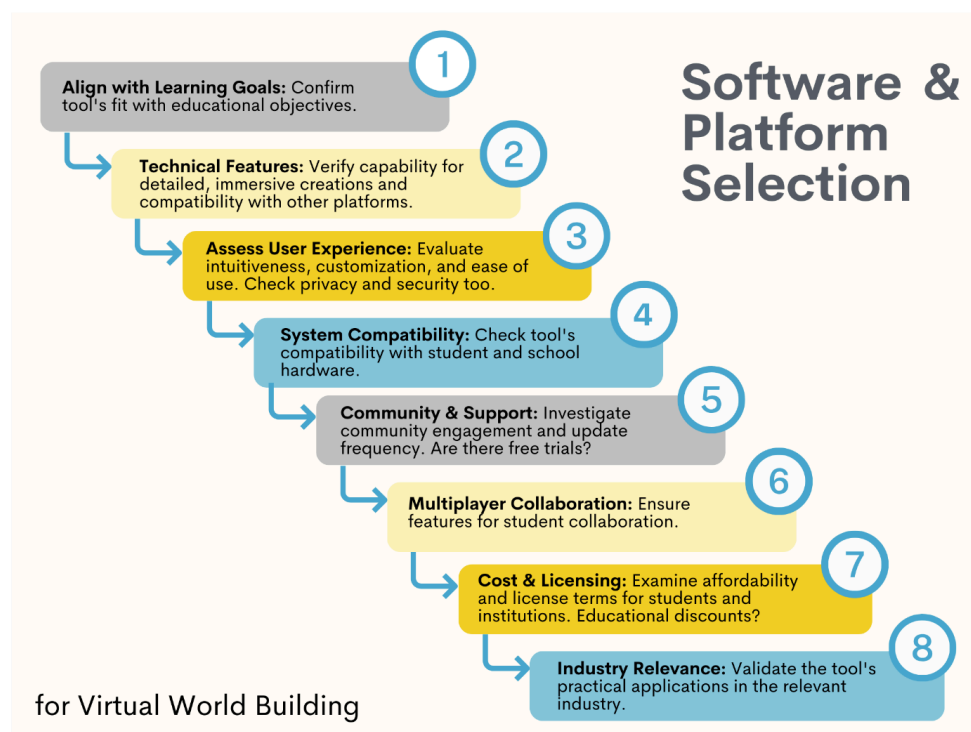 Software &
Platform
Selection
1
Align with Learning Goals: Confirm
tool's fit with educational objectives.
2
Technical Features: Verify capability for
detailed, immersive creations and
compatibility with other platforms.
3
Assess User Experience: Evaluate
intuitiveness, customization, and ease of
use. Check privacy and security too.
4
System Compatibility: Check tool's
compatibility with student and school
hardware.
5
Community & Support: Investigate
community engagement and update
frequency. Are there free trials?
6
Multiplayer Collaboration: Ensure
features for student collaboration.
7
Cost & Licensing: Examine affordability
and license terms for students and
institutions. Educational discounts?
8
Industry Relevance: Validate the tool's
practical applications in the relevant
industry.
for Virtual World Building